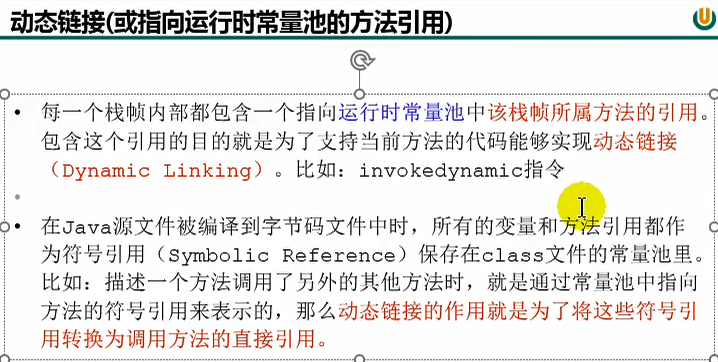 动态链接(或指向运行时常量池的方法引用)
• 每一个栈帧内部都包含一个指向运行时常量池中该栈帧所属方法的引用。
包含这个引用的目的就是为了支持当前方法的代码能够实现动态链接
（Dynamic Linking）。比如：invokedynamic指令
• 在Java源文件被编译到字节码文件中时，所有的变量和方法引用都作
为符号引用（Symbolic Reference）保存在class文件的常量池里。
比如：描述一个方法调用了另外的其他方法时，就是通过常量池中指向
方法的符号引用来表示的，那么动态链接的作用就是为了将这些符号引
用转换为调用方法的直接引用。